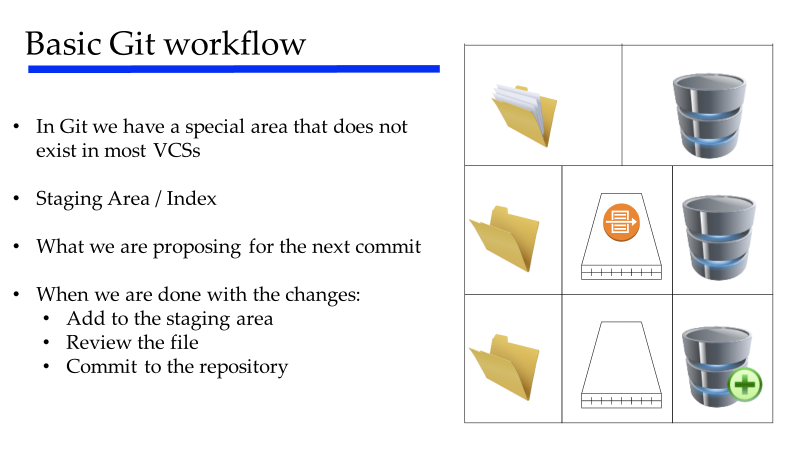 Basic Git workflow
• In Git we have a special area that does not
exist in most VCSs
• Staging Area / Index
• What we are proposing for the next commit
• When we are done with the changes:
• Add to the staging area
• Review the file
• Commit to the repository